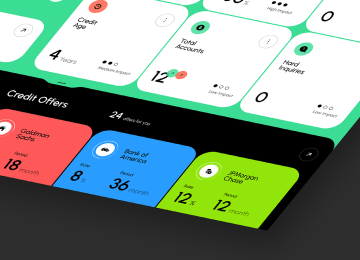 High Impact
0
Credit
Age
4 Years
Medium Impact
Total
Accounts
12
Low Impact
Hard
Inquiries
0
Low Impact
Credit Offers
24 offers for you
Goldman
Sachs
Period
18 month
Bank of
America
Rate
8 %
Period
36 month
JPMorgan
Chase
Rate
12 %
Period
12 month